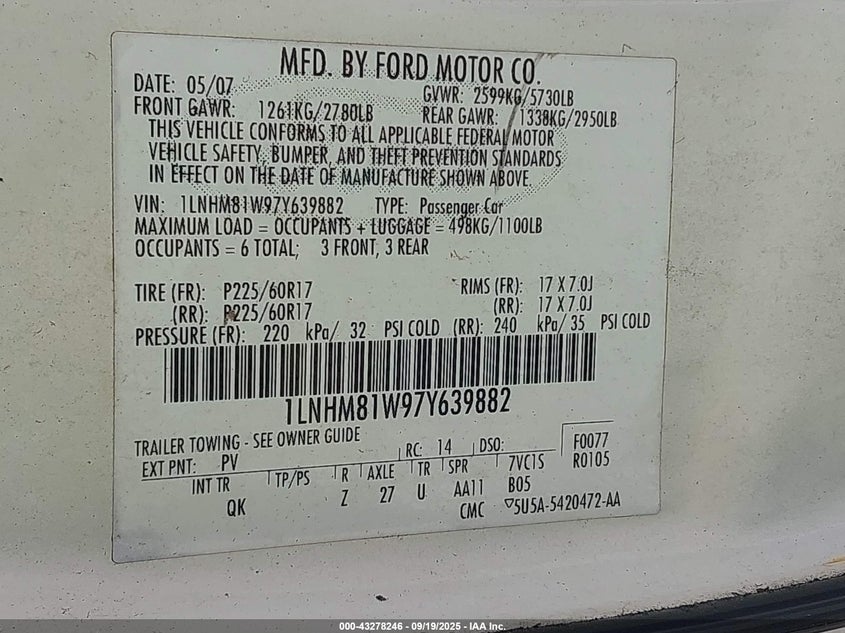 MFD. BY FORD MOTOR CO.
DATE: 05/07 GVWR: 2599KG/5730LB
FRONT GAWR: 1261KG/2780LB REAR GAWR: 1338KG/2950LB
THIS VEHICLE CONFORMS TO ALL APPLICABLE FEDERAL MOTOR
VEHICLE SAFETY, BUMPER, AND THEFT PREVENTION STANDARDS
IN EFFECT ON THE DATE OF MANUFACTURE SHOWN ABOVE.
VIN: 1LNHM81W97Y639882 TYPE: Passenger Car
MAXIMUM LOAD = OCCUPANTS + LUGGAGE = 498KG/1100LB
OCCUPANTS = 6 TOTAL; 3 FRONT, 3 REAR
TIRE (FR): P225/60R17 RIMS (FR): 17 X 7.0J
(RR): P225/60R17 (RR): 17 X 7.0J
PRESSURE (FR): 220 kPa/ 32 PSI COLD (RR): 240 kPa/ 35 PSI COLD
1LNHM81W97Y639882
TRAILER TOWING - SEE OWNER GUIDE
EXT PNT: PV RC: 14 DSO: F0077
INT TR TP/PS R AXLE TR SPR 7VC1S R0105
QK Z 27 U AA11 B05
CMC ▽5U5A-5420472-AA
000-43278246 - 09/19/2025 - IAA Inc.